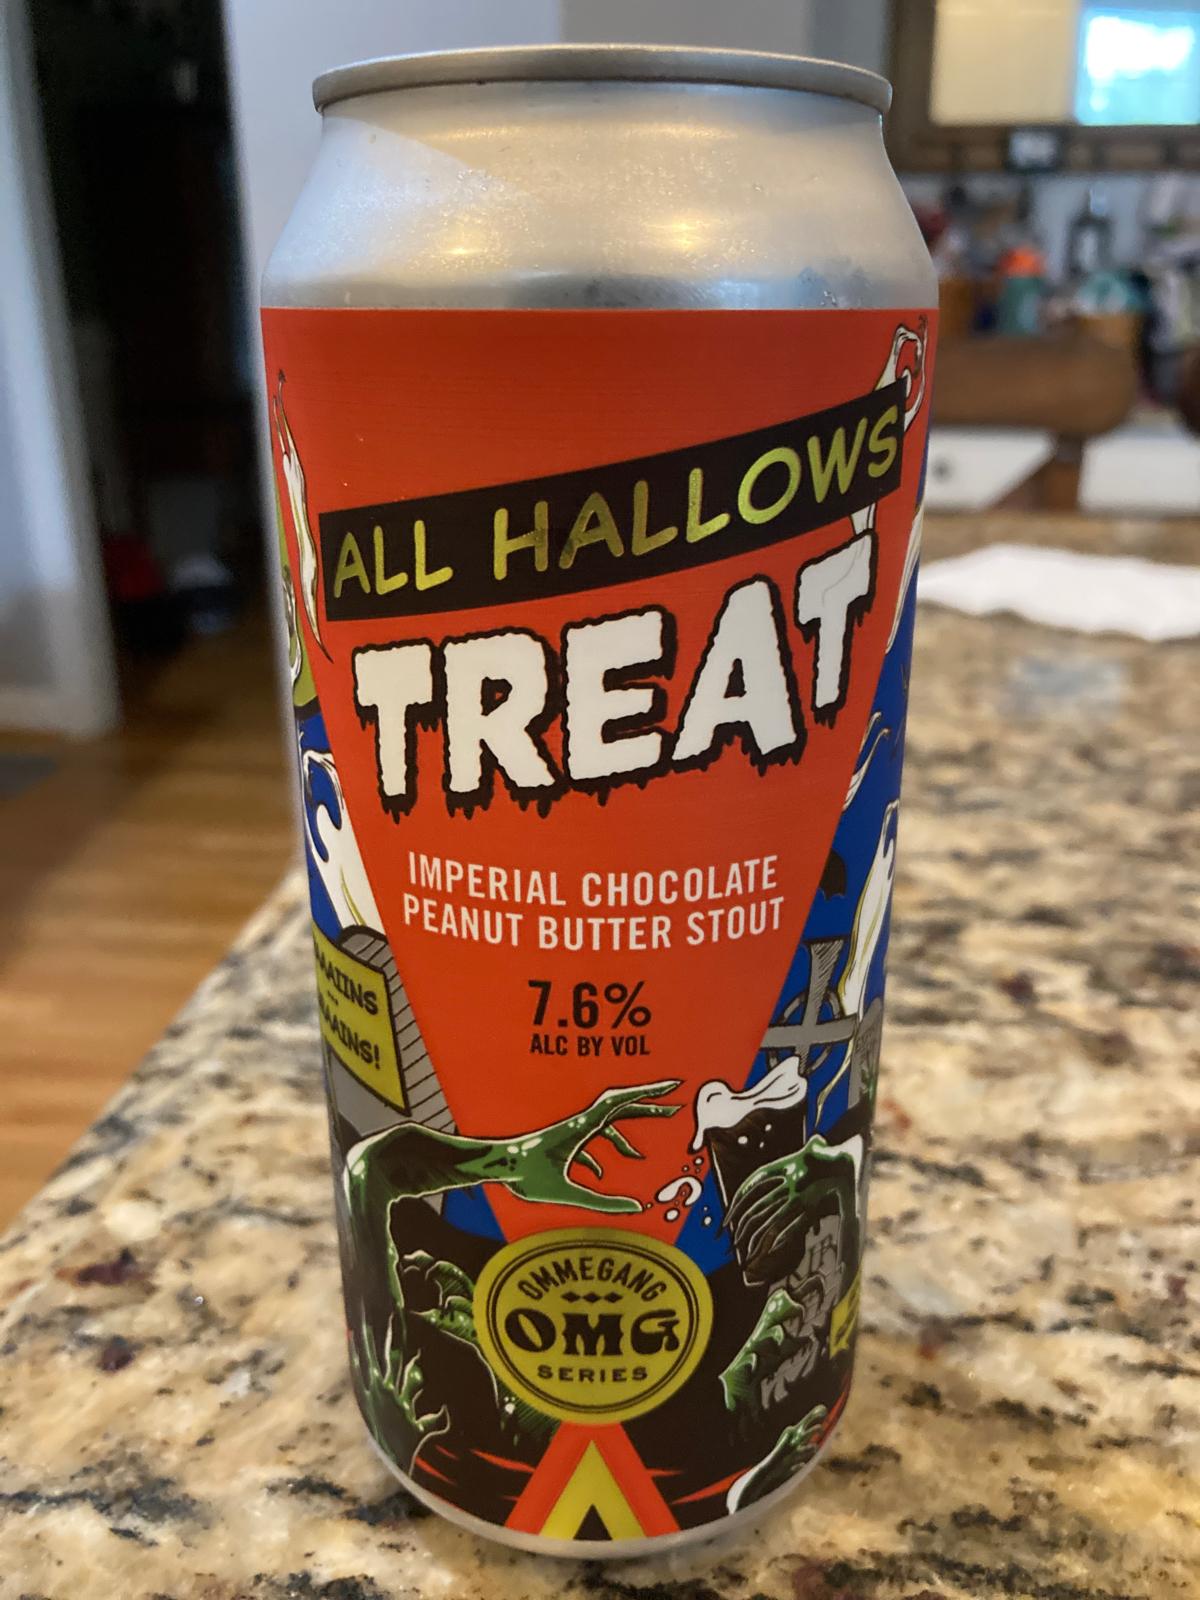 ALL HALLOWS
TREAT
IMPERIAL CHOCOLATE
PEANUT BUTTER STOUT
7.6%
ALC BY VOL
OMMEGANG
OMG
SERIES